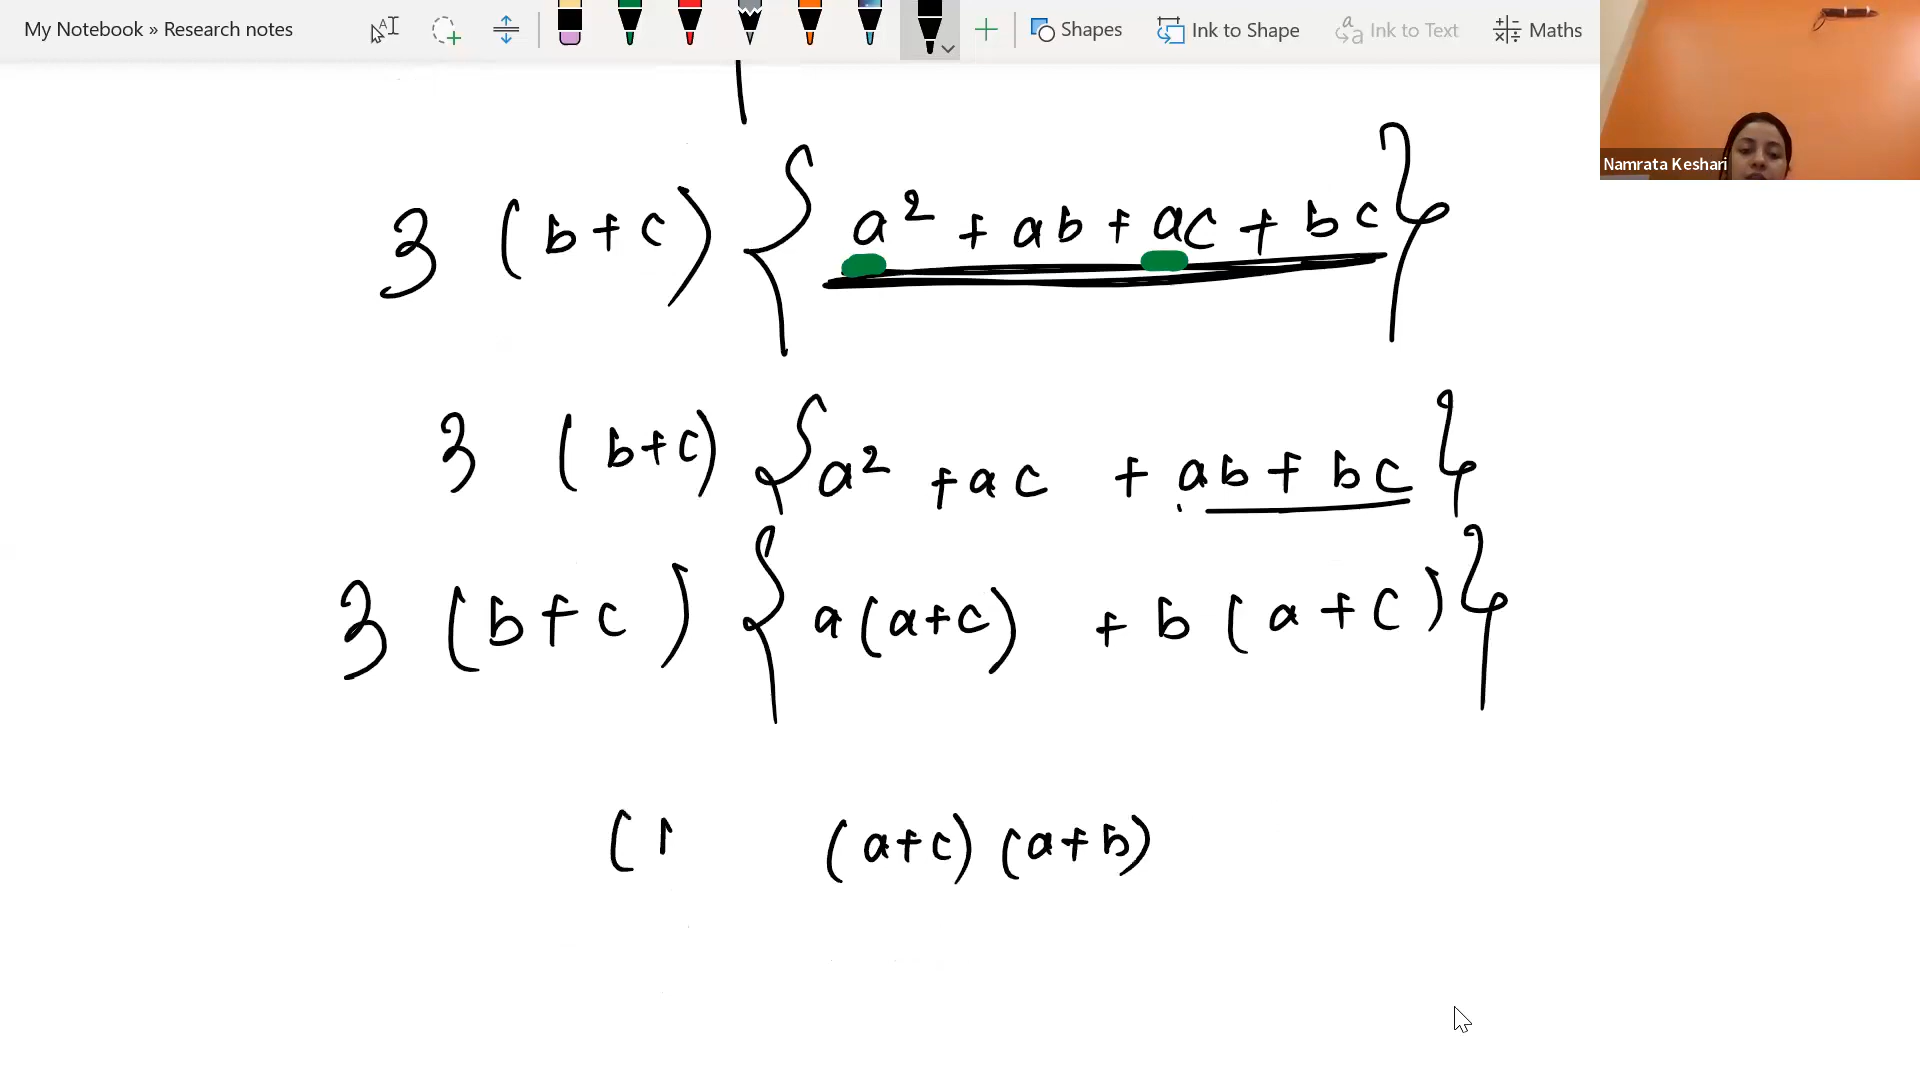 My Notebook » Research notes
Shapes
Ink to Shape
Ink to Text
Maths
Namrata Keshari
3 (b+c) { a² + ab + ac + bc }
3 (b+c) { a² + ac + ab + bc }
3 (b+c) { a(a+c) + b(a+c) }
( (a+c)(a+b)